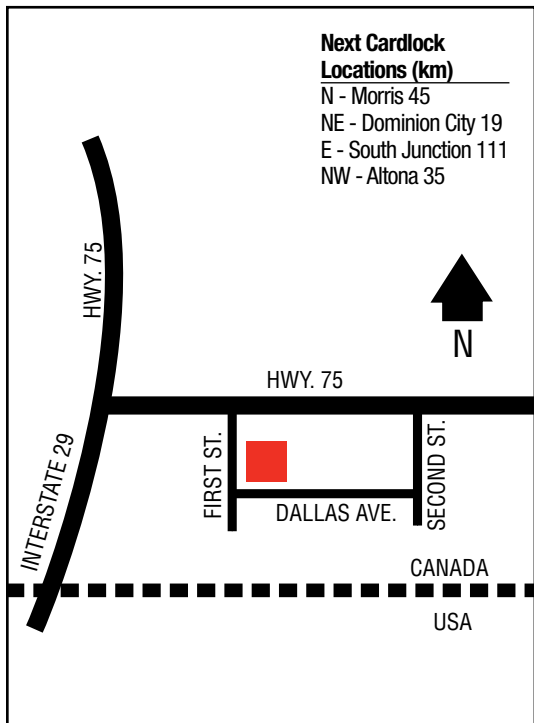 Next Cardlock
Locations (km)
N - Morris 45
NE - Dominion City 19
E - South Junction 111
NW - Altona 35
HWY. 75
N
HWY. 75
INTERSTATE 29
FIRST ST.
SECOND ST.
DALLAS AVE.
CANADA
USA